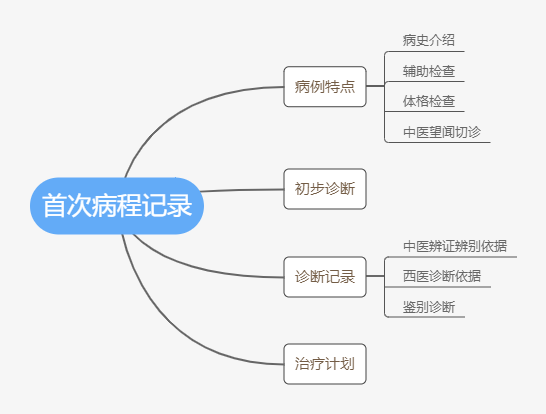 首次病程记录
病例特点
病史介绍
辅助检查
体格检查
中医望闻切诊
初步诊断
诊断记录
中医辨证辨别依据
西医诊断依据
鉴别诊断
治疗计划